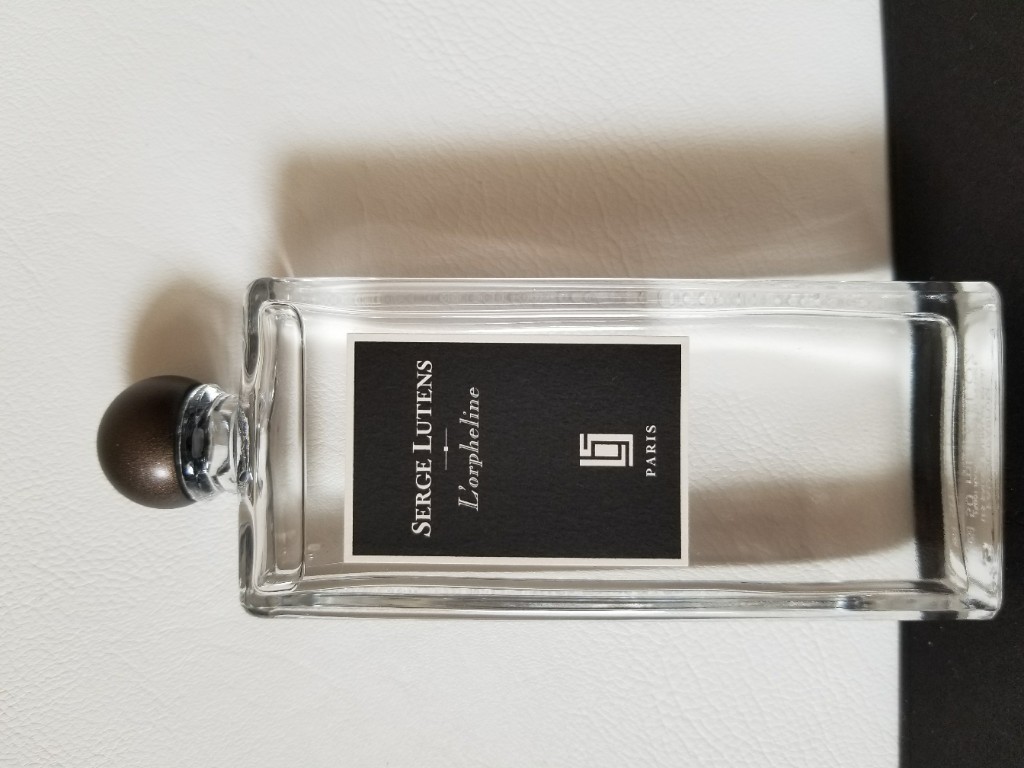 SERGE LUTENS
L'orpheline
PARIS